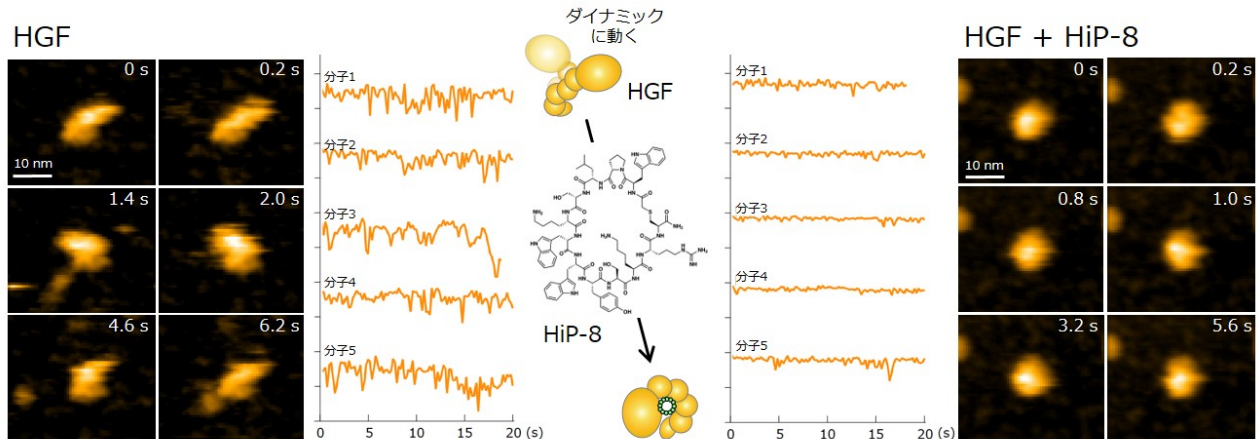 HGF
0 s
0.2 s
10 nm
1.4 s
2.0 s
4.6 s
6.2 s
分子1
分子2
分子3
分子4
分子5
0
5
10
15
20 (s)
ダイナミック
に動く
HGF
HiP-8
分子1
分子2
分子3
分子4
分子5
0
5
10
15
20 (s)
HGF + HiP-8
0 s
0.2 s
10 nm
0.8 s
1.0 s
3.2 s
5.6 s